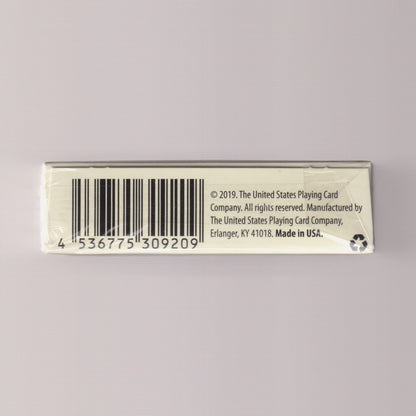 © 2019. The United States Playing Card
Company. All rights reserved. Manufactured by
The United States Playing Card Company,
Erlanger, KY 41018. Made in USA.
4 536775 309209